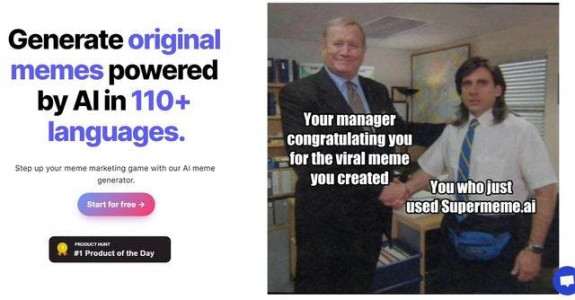 Generate original
memes powered
by AI in 110+
languages.
Step up your meme marketing game with our AI meme
generator.
Start for free →
PRODUCT HUNT
#1 Product of the Day
Your manager
congratulating you
for the viral meme
you created
You who just
used Supermeme.ai